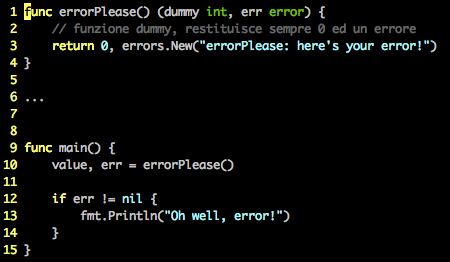 1 func errorPlease() (dummy int, err error) {
2     // funzione dummy, restituisce sempre 0 ed un errore
3     return 0, errors.New("errorPlease: here's your error!")
4 }
5
6 ...
7
8
9 func main() {
10     value, err = errorPlease()
11
12     if err != nil {
13         fmt.Println("Oh well, error!")
14     }
15 }